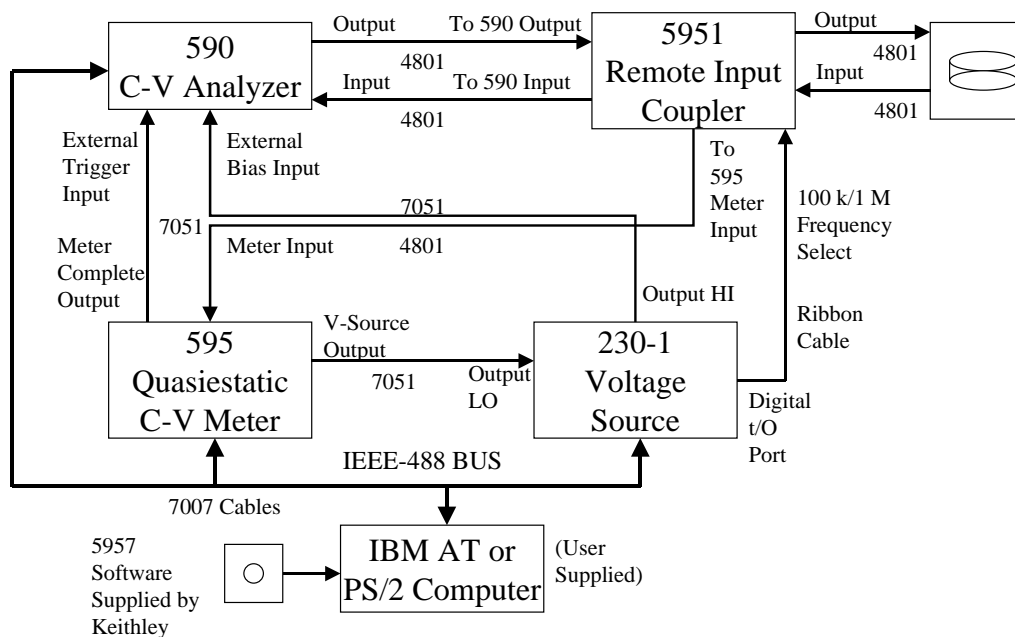 590
C-V Analyzer
Output
To 590 Output
4801
Input
To 590 Input
4801
5951
Remote Input
Coupler
Output
4801
Input
4801
External
Trigger
Input
7051
External
Bias Input
7051
Meter Input
4801
To
595
Meter
Input
100 k/1 M
Frequency
Select
Meter
Complete
Output
Output HI
Ribbon
Cable
595
Quasiestatic
C-V Meter
V-Source
Output
7051
Output
LO
230-1
Voltage
Source
Digital
t/O
Port
IEEE-488 BUS
7007 Cables
5957
Software
Supplied by
Keithley
IBM AT or
PS/2 Computer
(User
Supplied)